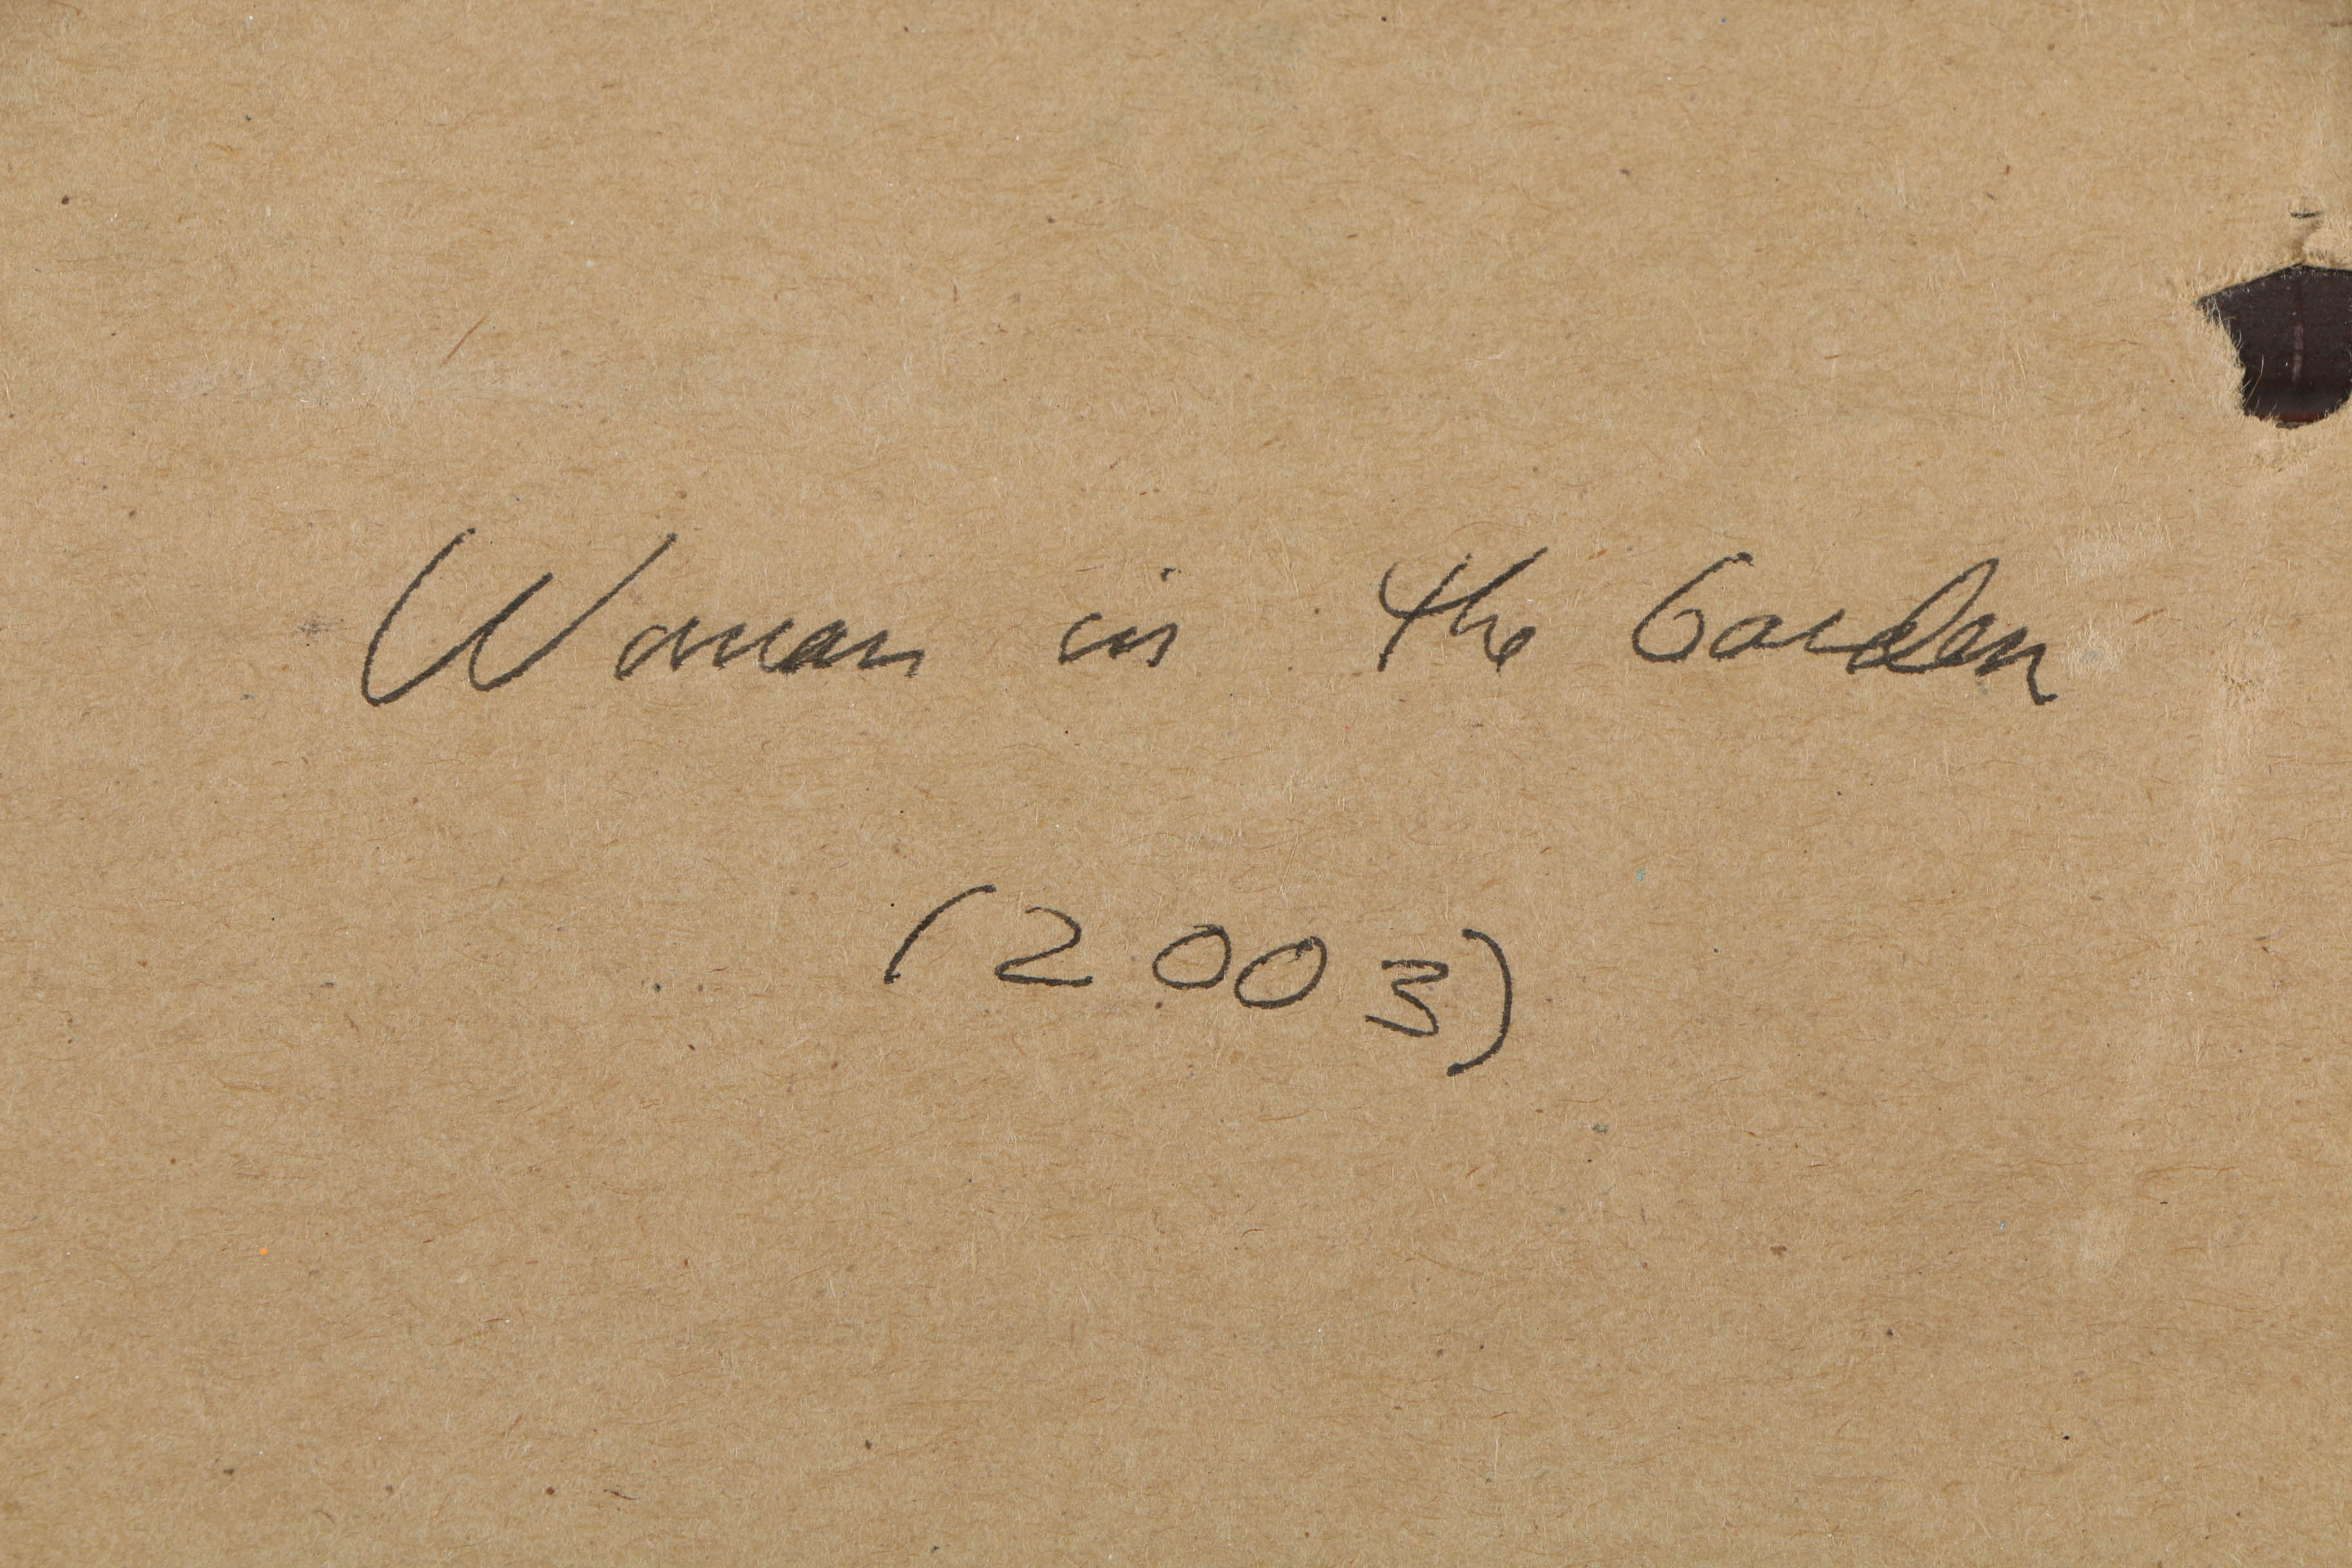 Woman in the Garden
(2003)